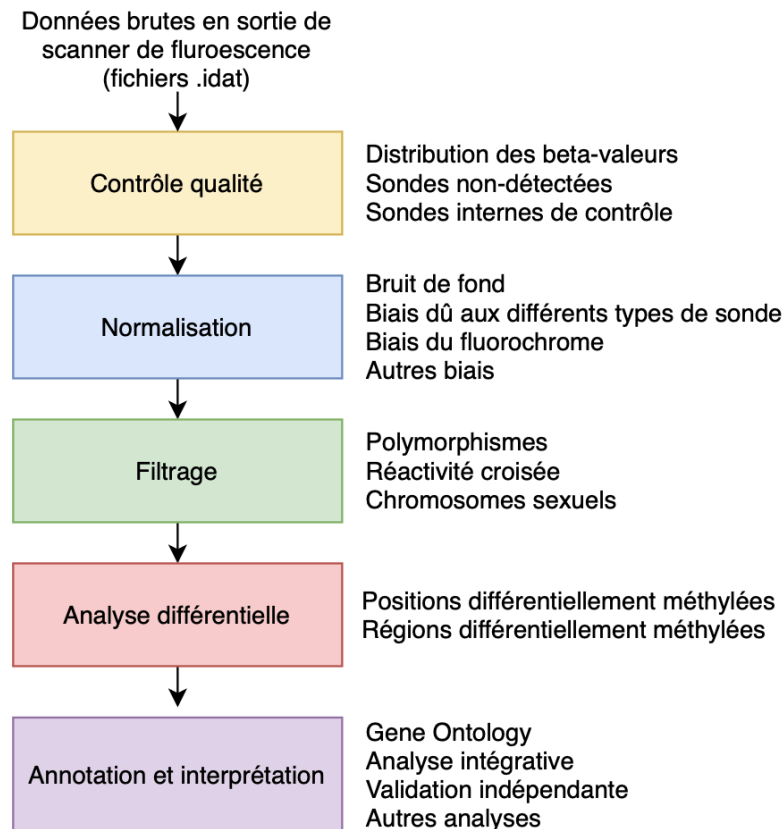 Données brutes en sortie de
scanner de fluroescence
(fichiers .idat)
Contrôle qualité
Distribution des beta-valeurs
Sondes non-détectées
Sondes internes de contrôle
Normalisation
Bruit de fond
Biais dû aux différents types de sonde
Biais du fluorochrome
Autres biais
Filtrage
Polymorphismes
Réactivité croisée
Chromosomes sexuels
Analyse différentielle
Positions différentiellement méthylées
Régions différentiellement méthylées
Annotation et interprétation
Gene Ontology
Analyse intégrative
Validation indépendante
Autres analyses